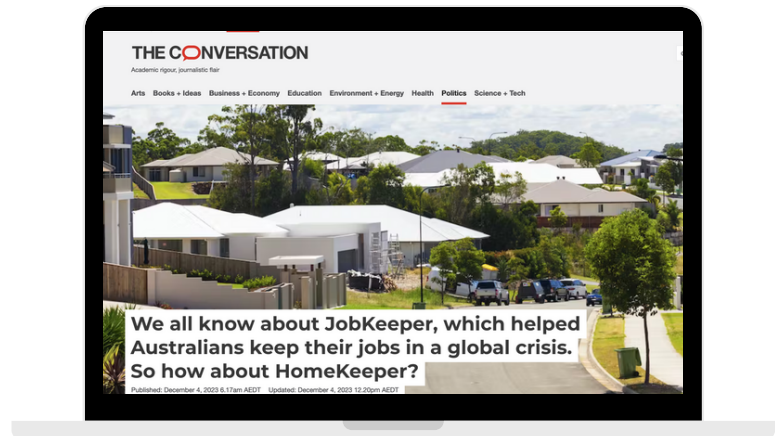 THE CONVERSATION
Academic rigour, journalistic flair
Arts Books + Ideas Business + Economy Education Environment + Energy Health Politics Science + Tech
We all know about JobKeeper, which helped
Australians keep their jobs in a global crisis.
So how about HomeKeeper?
Published: December 4, 2023 6.17am AEDT Updated: December 4, 2023 12.20pm AEDT